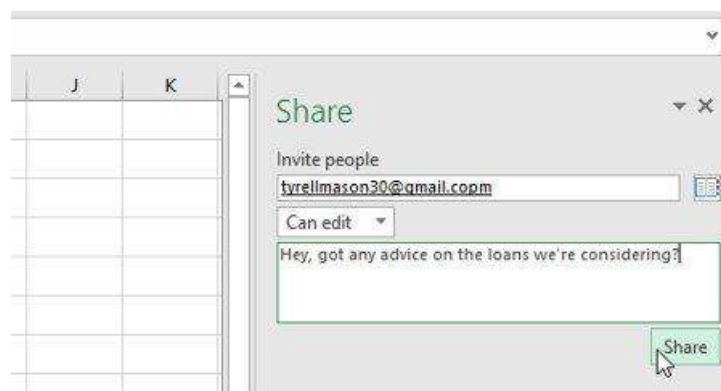 J K
Share
Invite people
tyrellmason30@gmail.copm
Can edit
Hey, got any advice on the loans we're considering?
Share